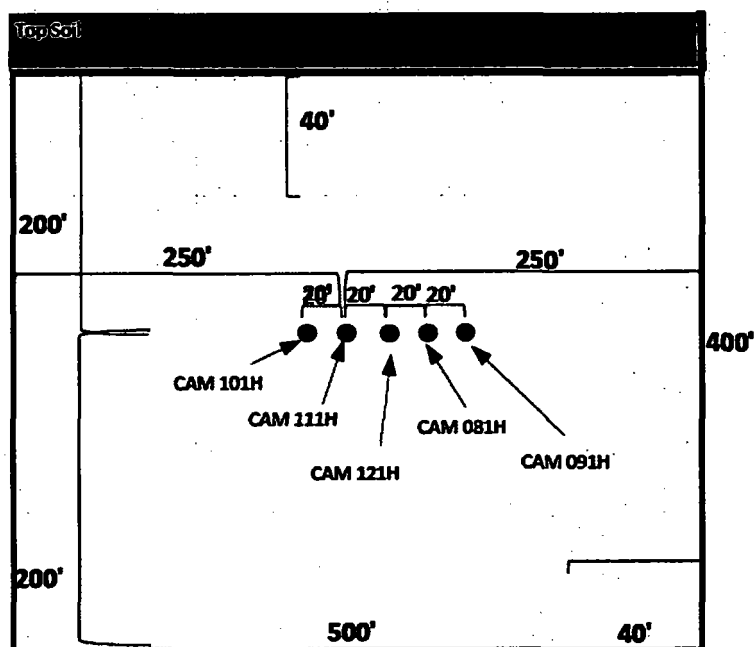 Top Soil
40'
200'
250' 250'
20' 20' 20' 20'
400'
CAM 101H
CAM 111H
CAM 081H
CAM 121H
CAM 091H
200'
500' 40'